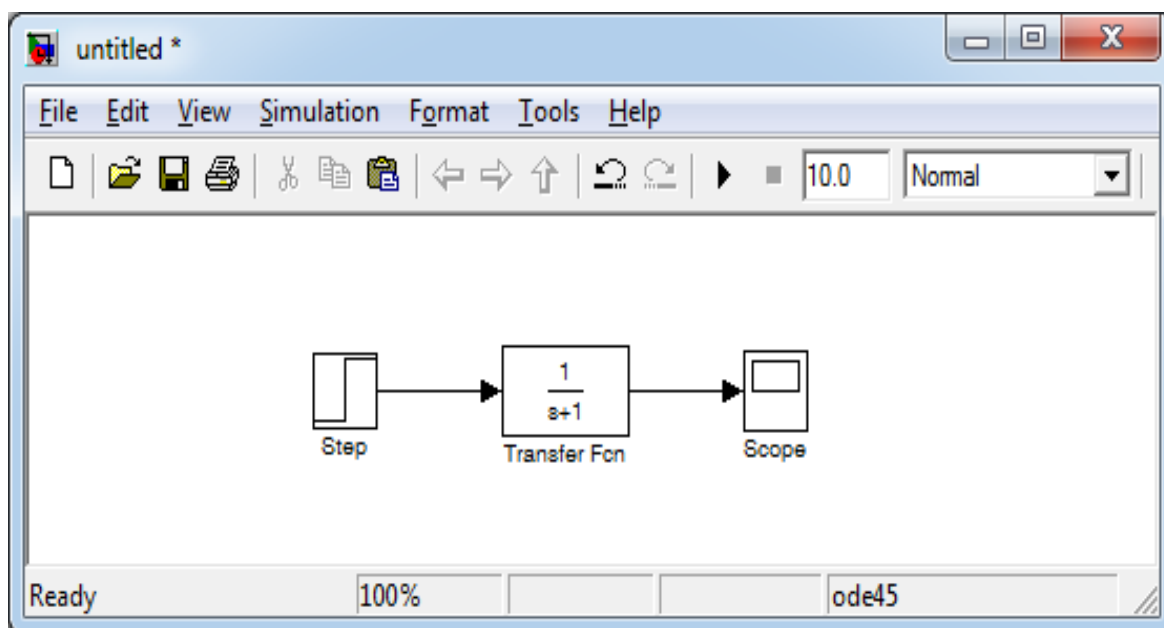 untitled *
File Edit View Simulation Format Tools Help
10.0 Normal
1
s+1
Step Transfer Fcn Scope
Ready 100% ode45